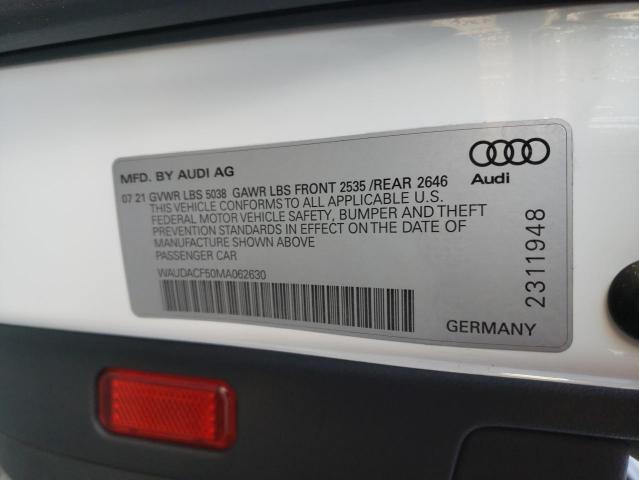 MFD. BY AUDI AG
07 21 GVWR LBS 5038 GAWR LBS FRONT 2535 /REAR 2646
THIS VEHICLE CONFORMS TO ALL APPLICABLE U.S.
FEDERAL MOTOR VEHICLE SAFETY, BUMPER AND THEFT
PREVENTION STANDARDS IN EFFECT ON THE DATE OF
MANUFACTURE SHOWN ABOVE
PASSENGER CAR
WAUDACF50MA062630
Audi
2311948
GERMANY